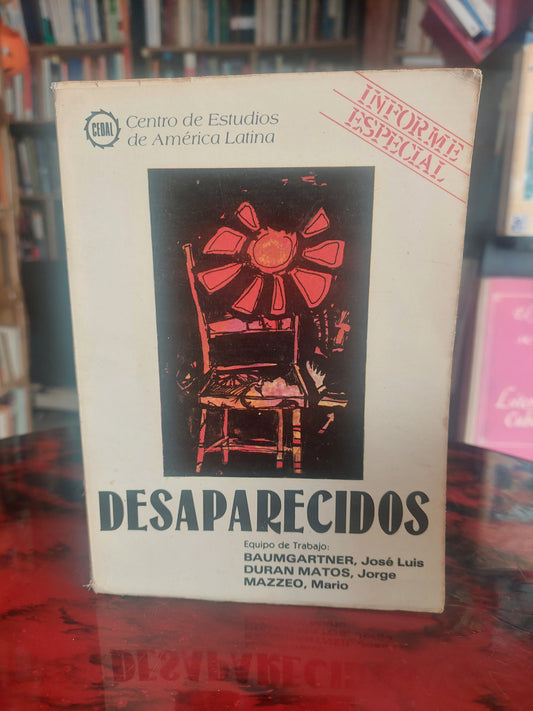 CEDAL
Centro de Estudios
de América Latina
INFORME
ESPECIAL
DESAPARECIDOS
Equipo de Trabajo:
BAUMGARTNER, José Luis
DURAN MATOS, Jorge
MAZZEO, Mario